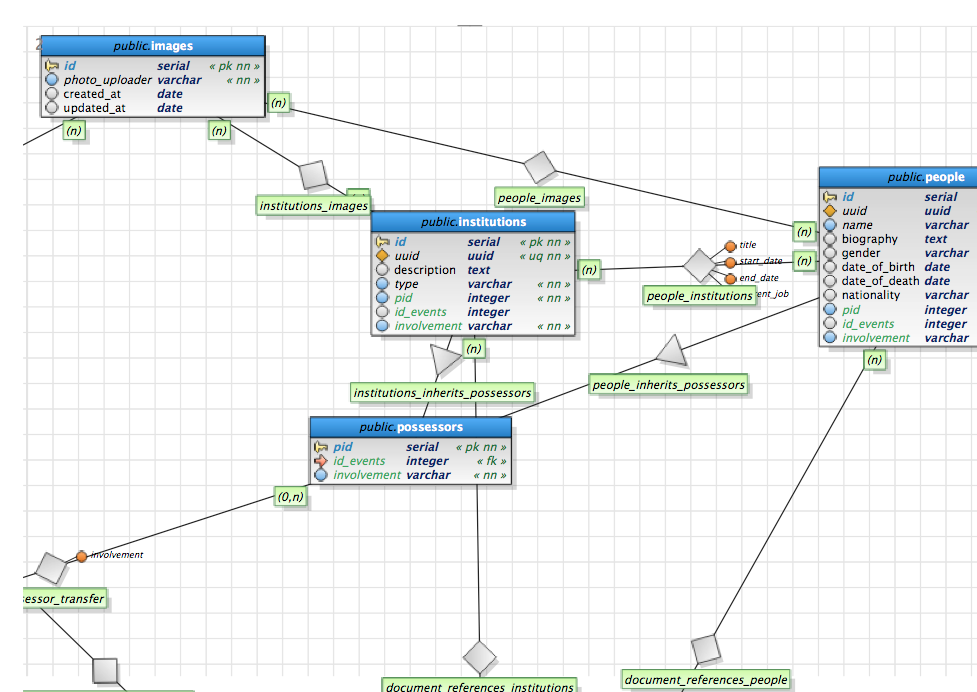 public.images
id serial « pk nn »
photo_uploader varchar « nn »
created_at date
updated_at date
(n)
(n)
(n)
institutions_images
people_images
public.institutions
id serial « pk nn »
uuid uuid « uq nn »
description text
type varchar « nn »
pid integer « nn »
id_events integer
involvement varchar « nn »
(n)
(n)
title
start_date
end_date
people_institutions
(n)
(n)
public.people
id serial
uuid uuid
name varchar
biography text
gender varchar
date_of_birth date
date_of_death date
nationality varchar
pid integer
id_events integer
involvement varchar
(n)
institutions_inherits_possessors
people_inherits_possessors
public.possessors
pid serial « pk nn »
id_events integer « fk »
involvement varchar « nn »
(0,n)
involvement
sessor_transfer
document_references_institutions
document_references_people